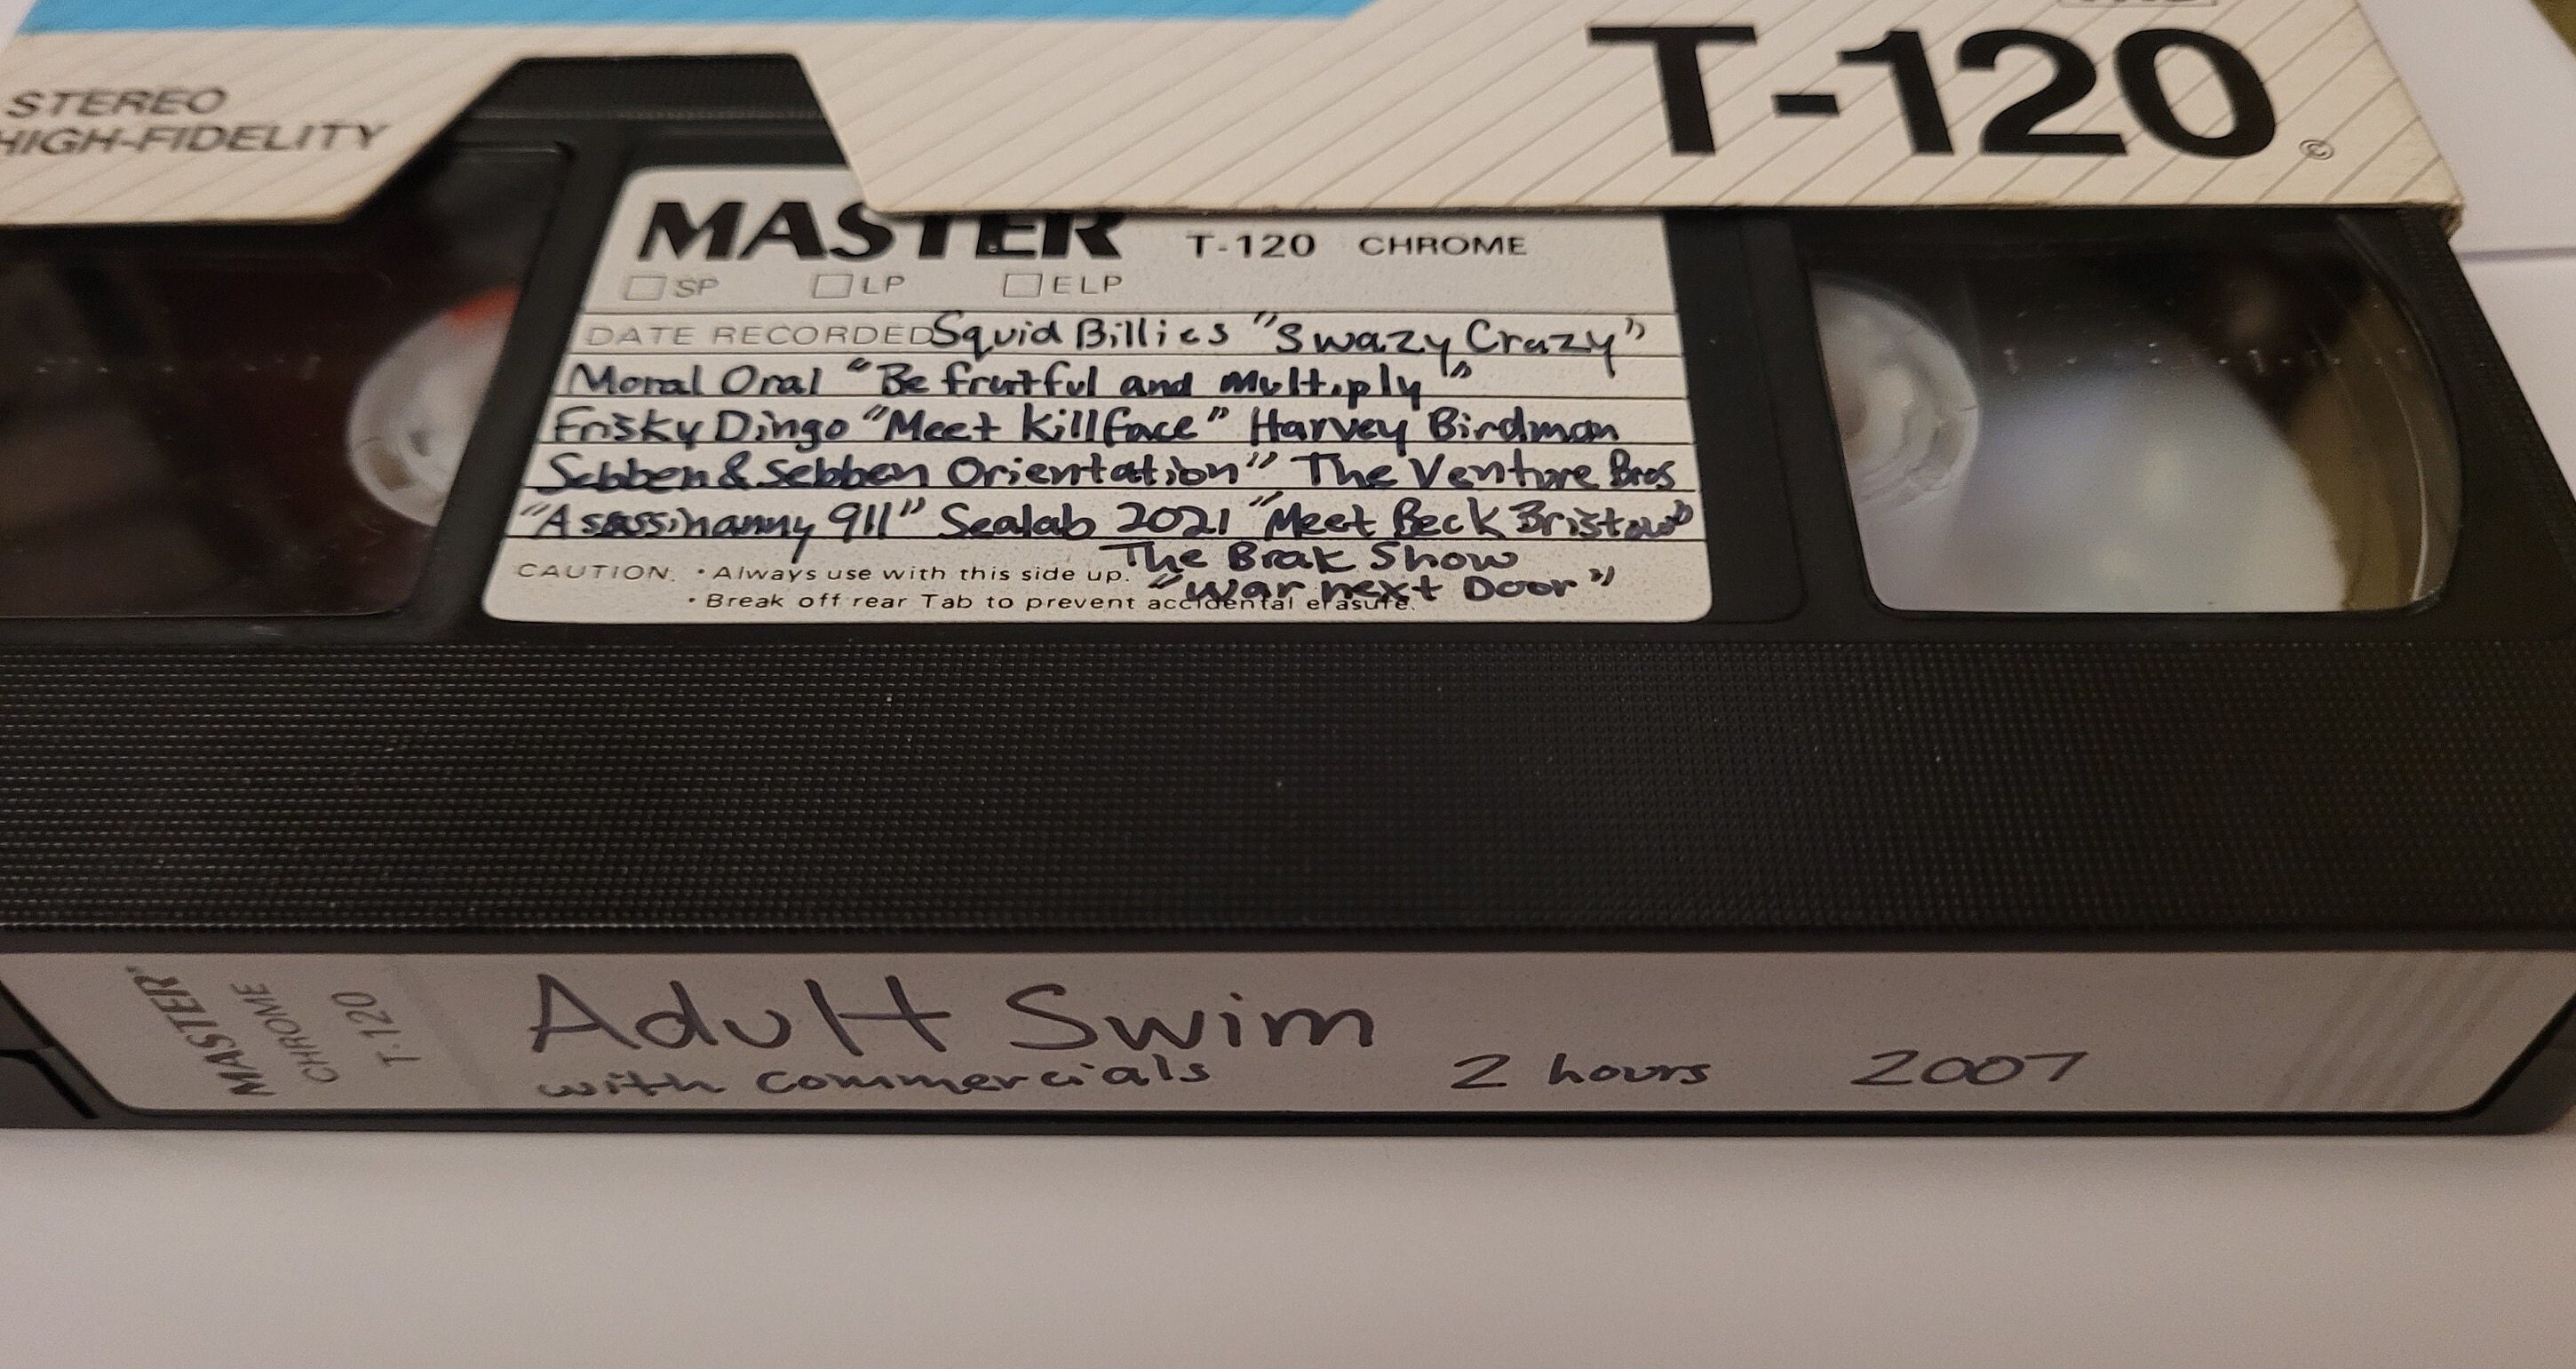 STEREO
HIGH-FIDELITY
T-120
©
MASTER T-120 CHROME
SP LP ELP
DATE RECORDED Squid Billies "Swazy Crazy"
Moral Oral "Be fruitful and multiply"
Frisky Dingo "Meet killface" Harvey Birdman
Sebben & Sebben Orientation" The Venture Bros
"Asassinanny 911" Sealab 2021 "Meet Beck Bristow"
The Brak Show
CAUTION. • Always use with this side up.
"War next Door"
• Break off rear Tab to prevent accidental erasure.
MASTER
CHROME
T-120
Adult Swim
with commercials 2 hours 2007